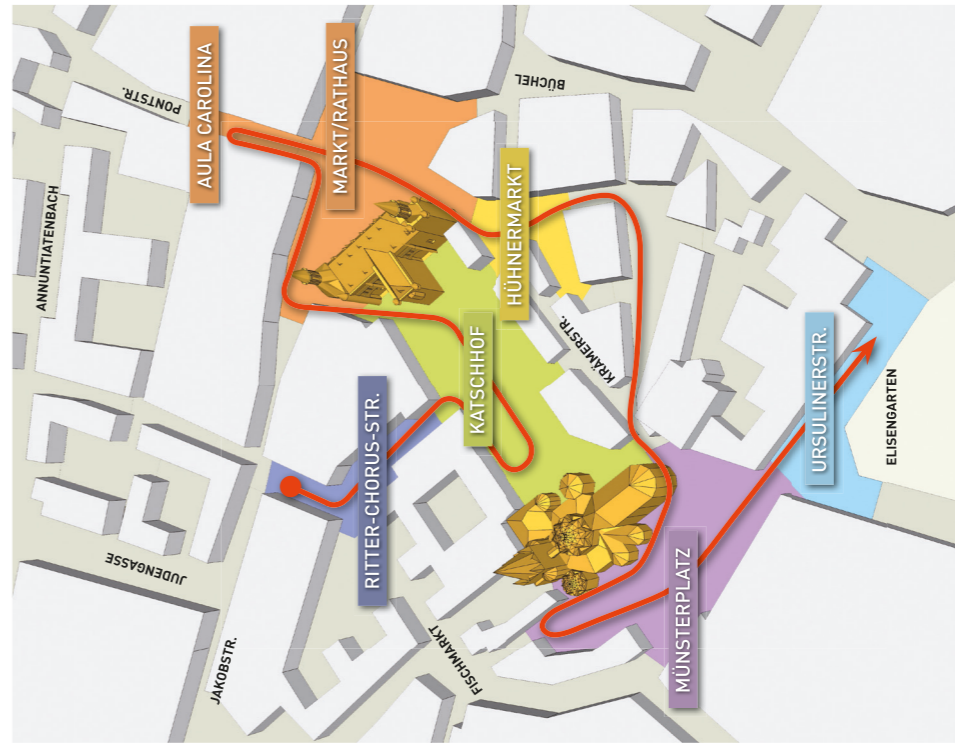 AULA CAROLINA
MARKT/RATHAUS
PONTSTR.
BÜCHEL
ANNUNTIATENBACH
HÜHNERMARKT
KATSCHHOF
KRÄMERSTR.
RITTER-CHORUS-STR.
URSULINERSTR.
ELISENGARTEN
JUDENGASSE
JAKOBSTR.
FISCHMARKT
MÜNSTERPLATZ